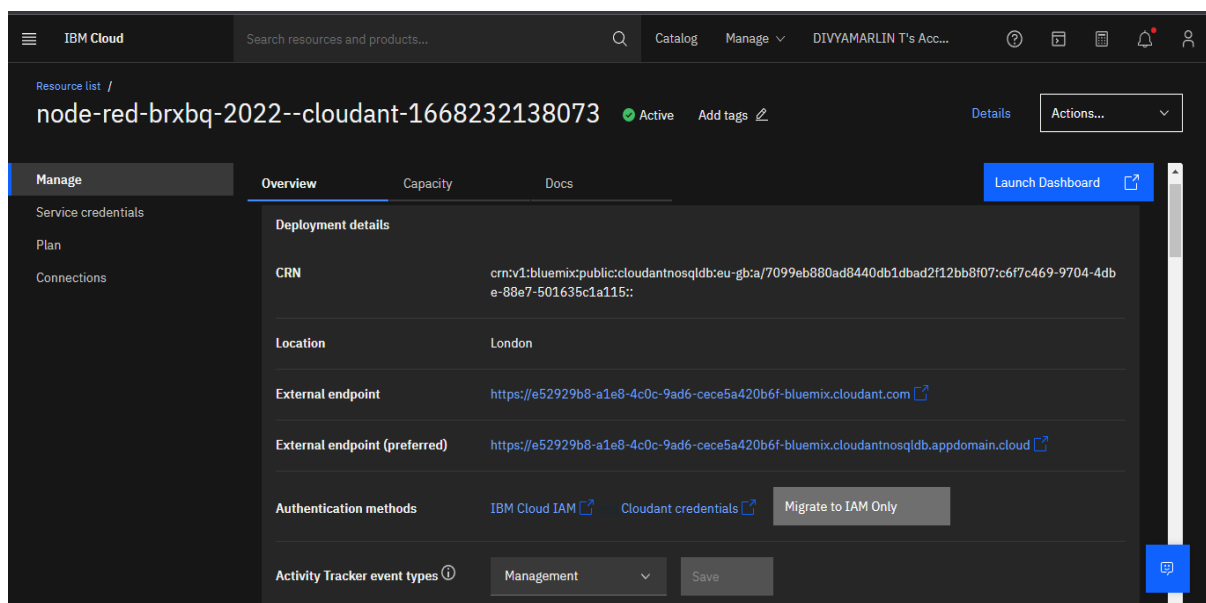 IBM Cloud
Search resources and products...
Catalog
Manage
DIVYAMARLIN T's Acc...
Resource list /
node-red-brxbq-2022--cloudant-1668232138073
Active
Add tags
Details
Actions...
Manage
Service credentials
Plan
Connections
Overview
Capacity
Docs
Launch Dashboard
Deployment details
CRN
crn:v1:bluemix:public:cloudantnosqldb:eu-gb:a/7099eb880ad8440db1dbad2f12bb8f07:c6f7c469-9704-4db
e-88e7-501635c1a115::
Location
London
External endpoint
https://e52929b8-a1e8-4c0c-9ad6-cece5a420b6f-bluemix.cloudant.com
External endpoint (preferred)
https://e52929b8-a1e8-4c0c-9ad6-cece5a420b6f-bluemix.cloudantnosqldb.appdomain.cloud
Authentication methods
IBM Cloud IAM
Cloudant credentials
Migrate to IAM Only
Activity Tracker event types
Management
Save